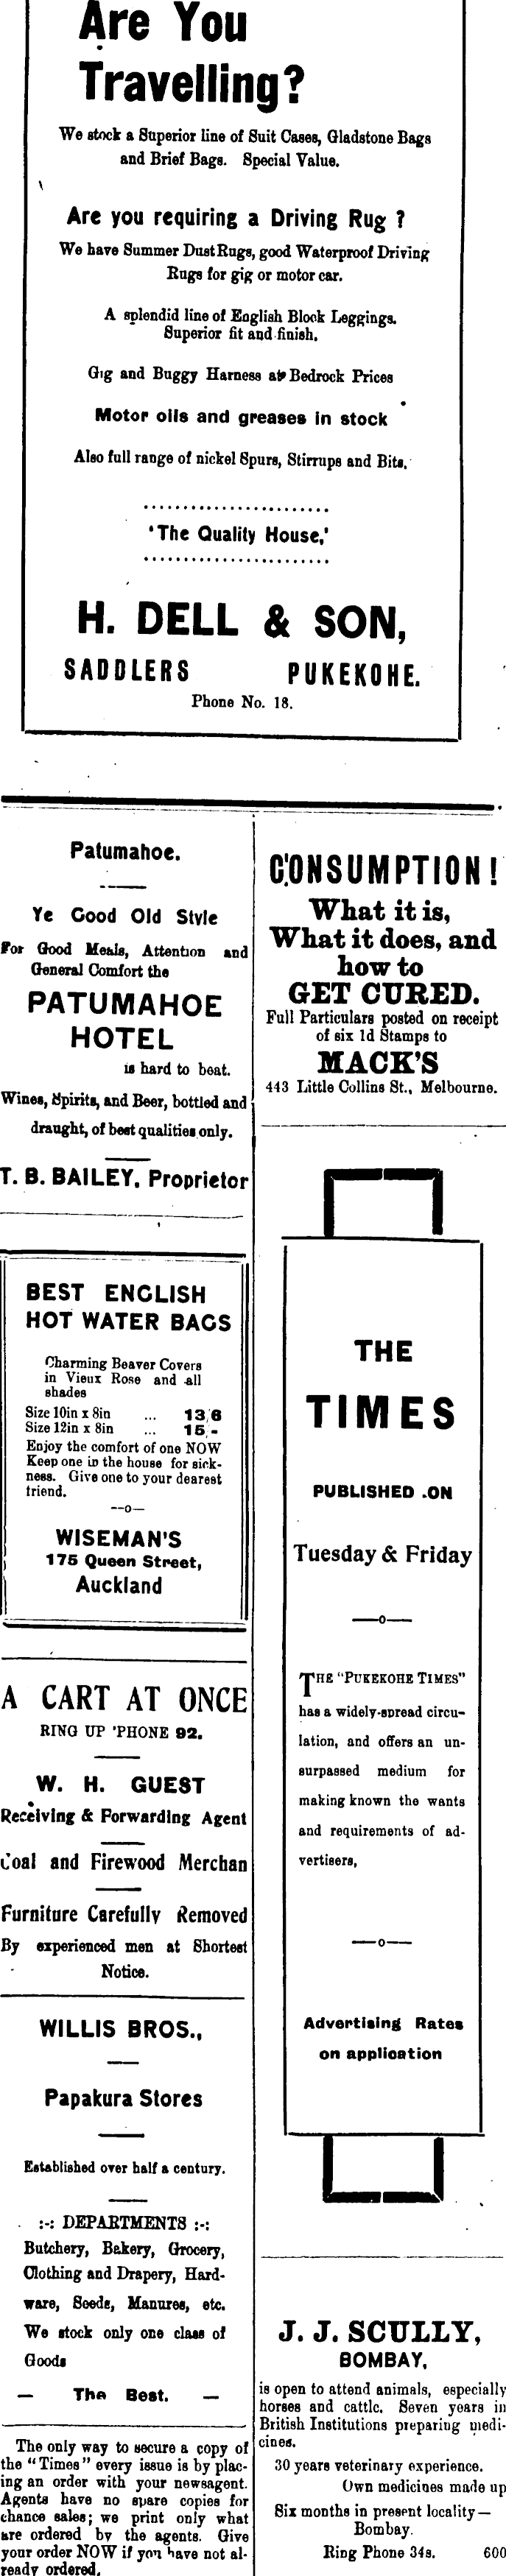 Are You
Travelling?
We stock a Superior line of Suit Cases, Gladstone Bags
and Brief Bags. Special Value.
Are you requiring a Driving Rug ?
We have Summer Dust Rugs, good Waterproof Driving
Rugs for gig or motor car.
A splendid line of English Block Leggings.
Superior fit and finish.
Gig and Buggy Harness at Bedrock Prices
Motor oils and greases in stock
Also full range of nickel Spurs, Stirrups and Bits.
........................
'The Quality House,'
........................
H. DELL & SON,
SADDLERS PUKEKOHE.
Phone No. 18.
Patumahoe.
Ye Good Old Style
For Good Meals, Attention and
General Comfort the
PATUMAHOE
HOTEL
is hard to beat.
Wines, Spirits, and Beer, bottled and
draught, of best qualities only.
T. B. BAILEY, Proprietor
BEST ENGLISH
HOT WATER BAGS
Charming Beaver Covers
in Vieux Rose and all
shades
Size 10in x 8in ... 13/6
Size 12in x 8in ... 15/-
Enjoy the comfort of one NOW
Keep one in the house for sick-
ness. Give one to your dearest
friend.
--o--
WISEMAN'S
175 Queen Street,
Auckland
A CART AT ONCE
RING UP 'PHONE 92.
W. H. GUEST
Receiving & Forwarding Agent
Coal and Firewood Merchan
Furniture Carefully Removed
By experienced men at Shortest
Notice.
WILLIS BROS.,
Papakura Stores
Established over half a century.
:-: DEPARTMENTS :-:
Butchery, Bakery, Grocery,
Clothing and Drapery, Hard-
ware, Seeds, Manures, etc.
We stock only one class of
Goods
— The Best. —
The only way to secure a copy of
the "Times" every issue is by plac-
ing an order with your newsagent.
Agents have no spare copies for
chance sales; we print only what
are ordered by the agents. Give
your order NOW if you have not al-
ready ordered.
CONSUMPTION!
What it is,
What it does, and
how to
GET CURED.
Full Particulars posted on receipt
of six 1d Stamps to
MACK'S
443 Little Collins St., Melbourne.
THE
TIMES
PUBLISHED ON
Tuesday & Friday
—o—
THE "PUKEKOHE TIMES"
has a widely-spread circu-
lation, and offers an un-
surpassed medium for
making known the wants
and requirements of ad-
vertisers,
—o—
Advertising Rates
on application
J. J. SCULLY,
BOMBAY,
is open to attend animals, especially
horses and cattle. Seven years in
British Institutions preparing medi-
cines.
30 years veterinary experience.
Own medicines made up
Six months in present locality—
Bombay.
Ring Phone 34s. 600